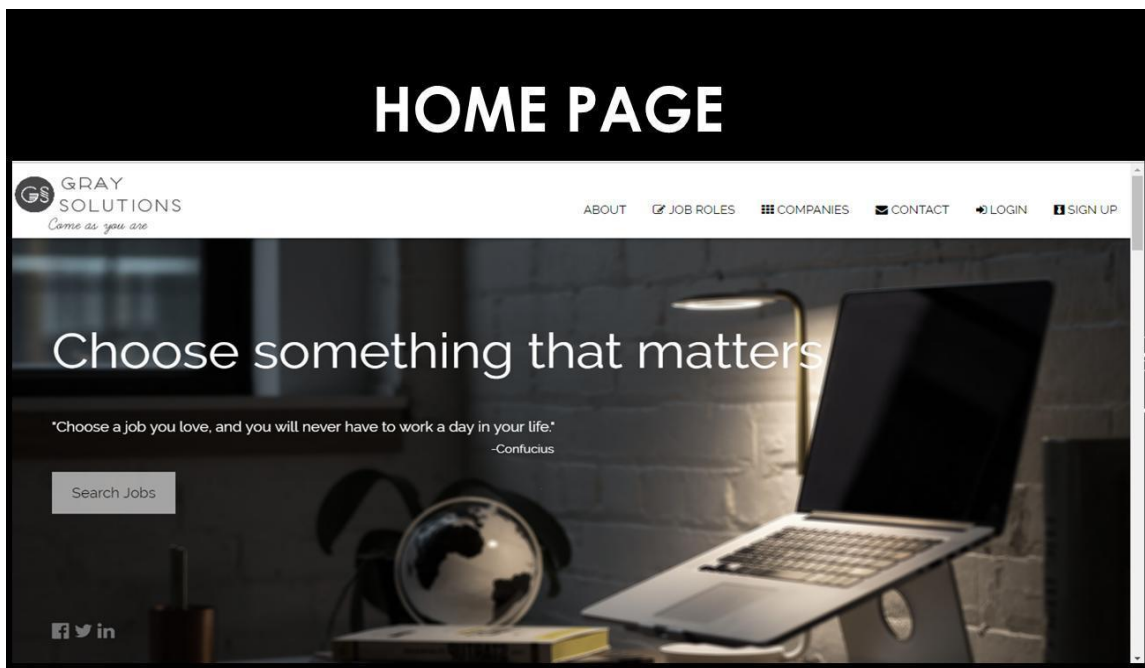 HOME PAGE
GS
GRAY
SOLUTIONS
Come as you are
ABOUT JOB ROLES COMPANIES CONTACT LOGIN SIGN UP
Choose something that matters
"Choose a job you love, and you will never have to work a day in your life."
-Confucius
Search Jobs